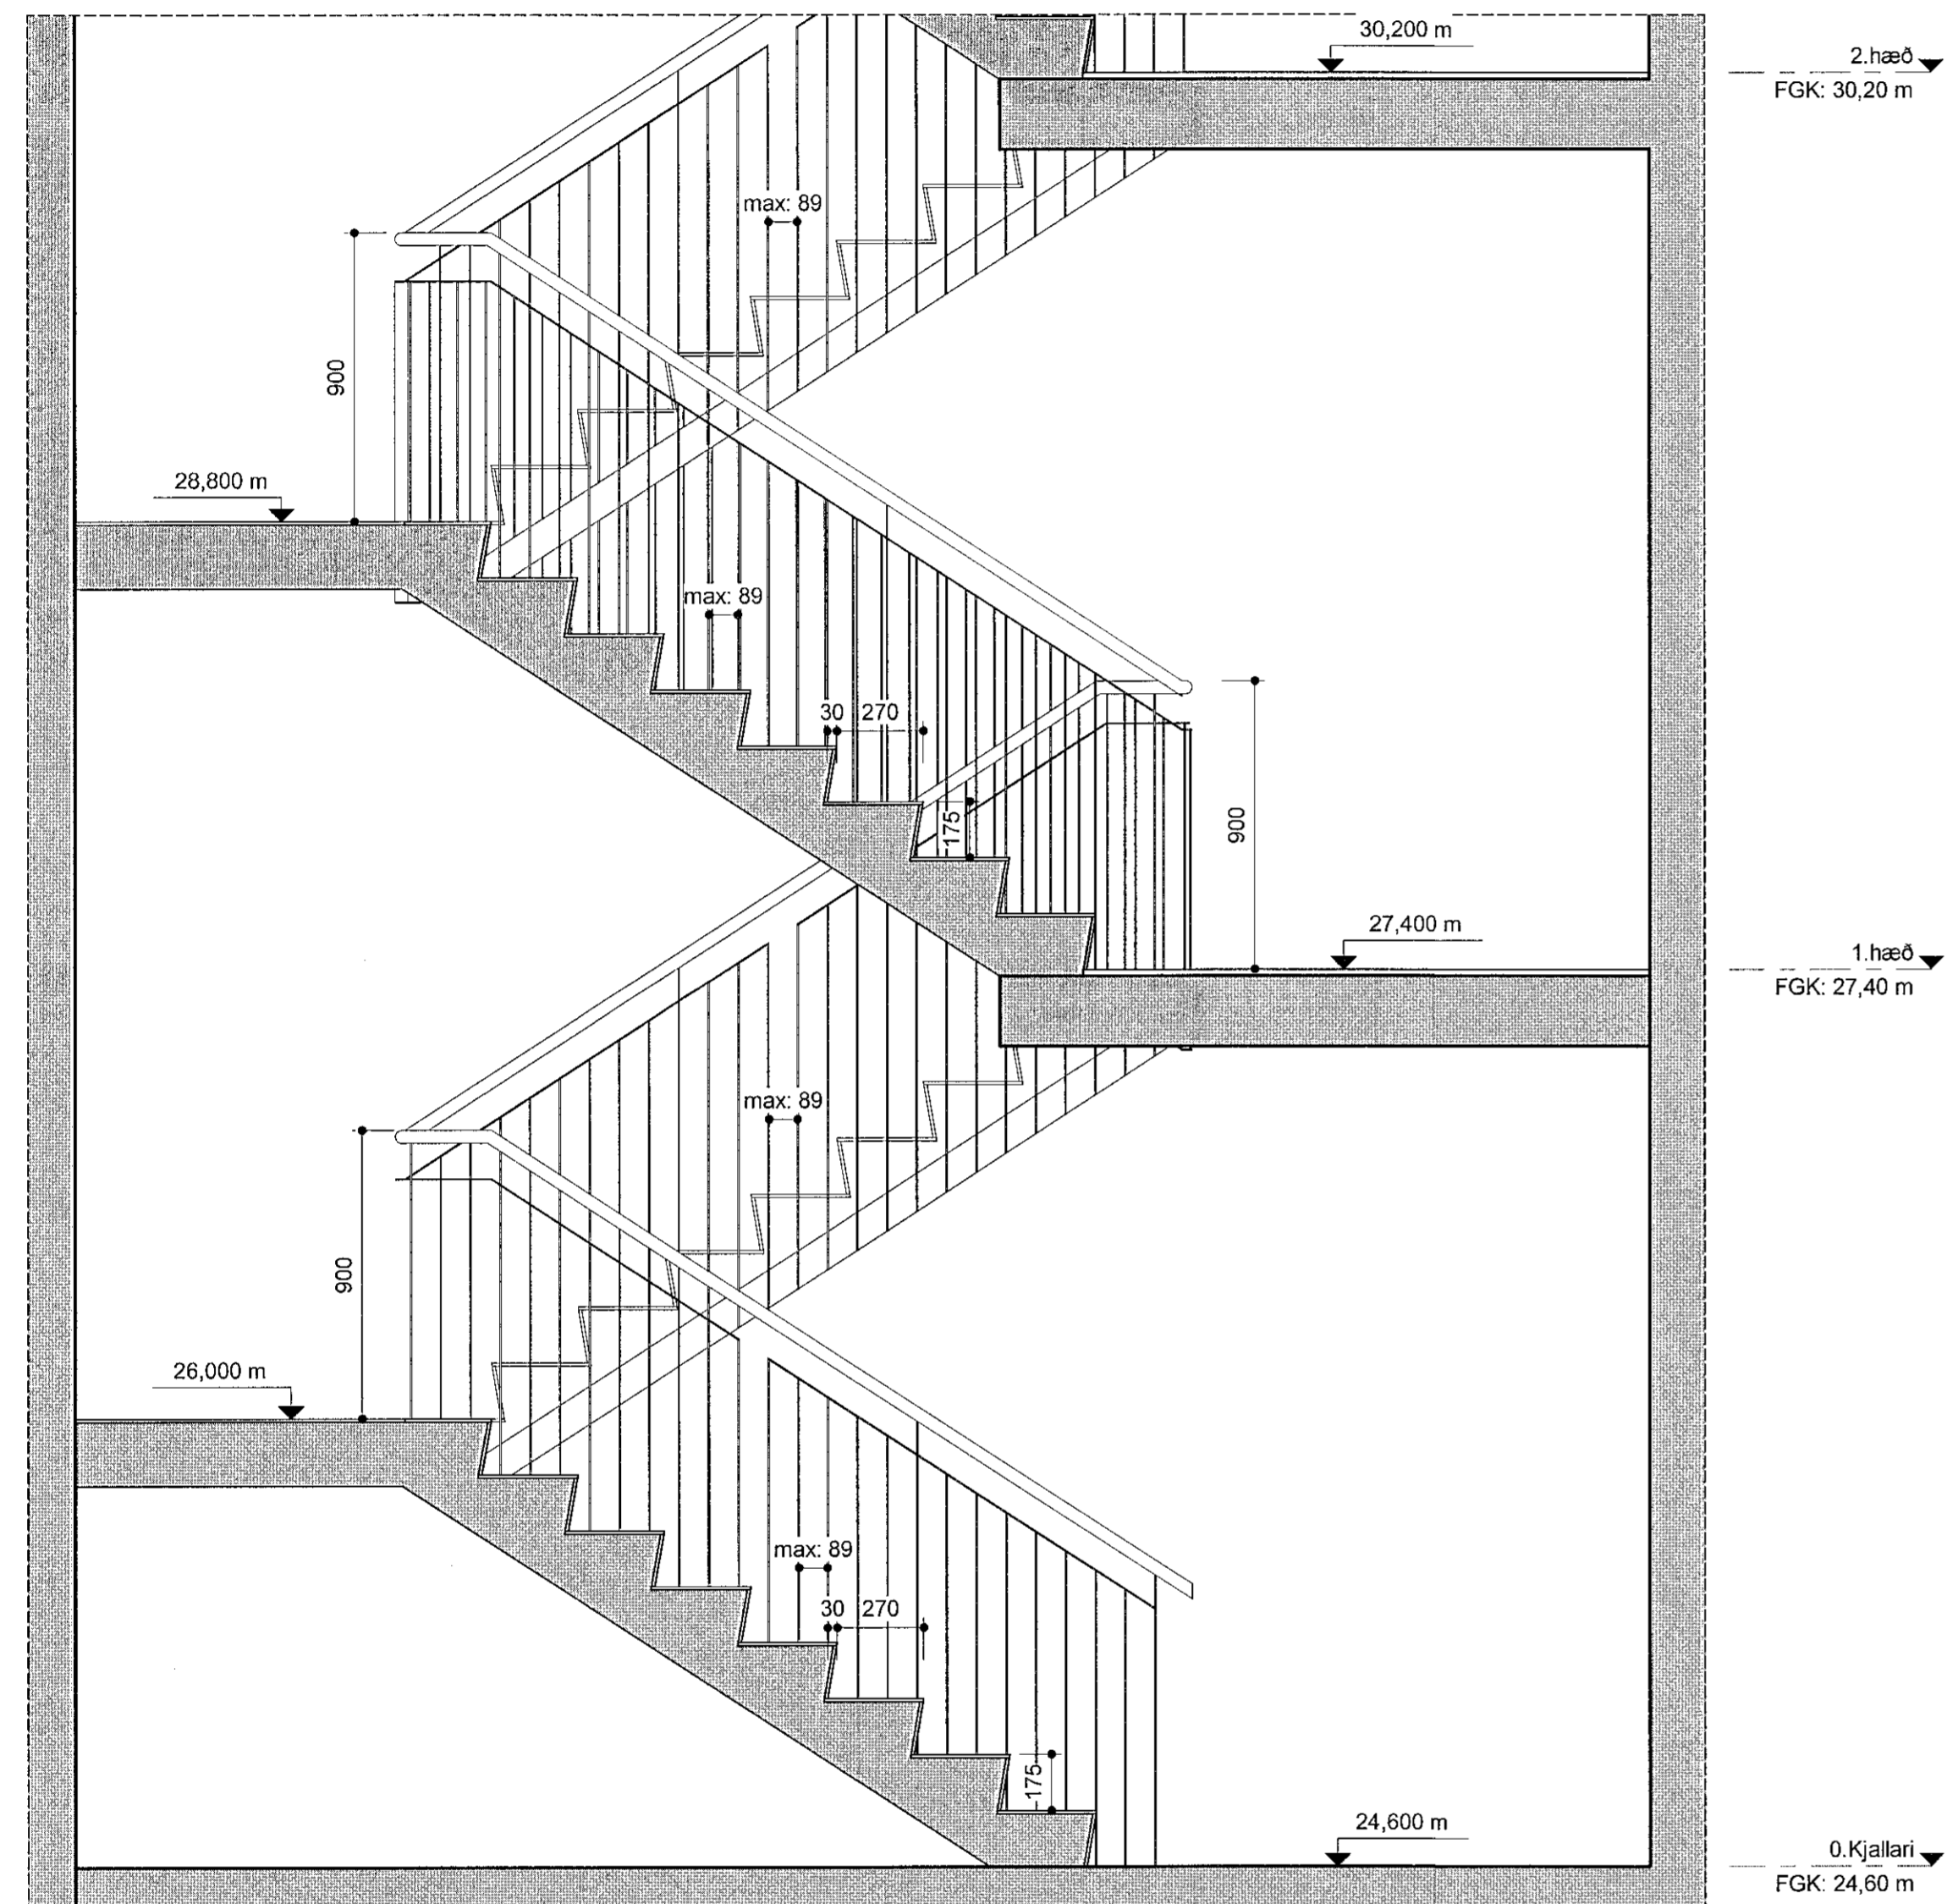 30,200 m
2.hæð
FGK: 30,20 m
max: 89
900
28,800 m
max: 89
30 270
175
900
27,400 m
1.hæð
FGK: 27,40 m
max: 89
900
26,000 m
max: 89
30 270
175
24,600 m
0.Kjallari
FGK: 24,60 m